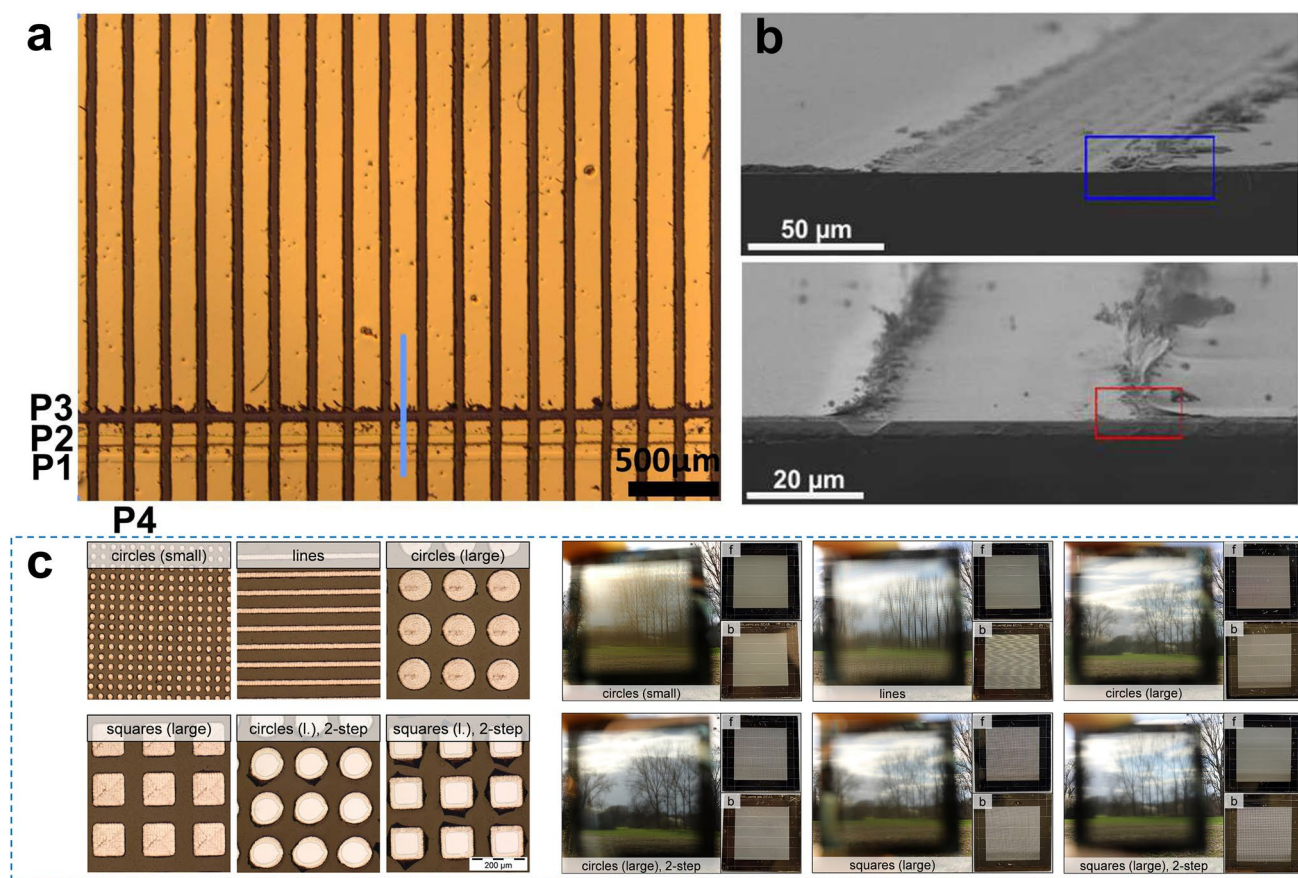 a
b
P3
P2
P1
500μm
50 μm
20 μm
P4
c
circles (small)
lines
circles (large)
squares (large)
circles (l.), 2-step
squares (l.), 2-step
200 μm
f
b
circles (small)
f
b
lines
f
b
circles (large)
f
b
circles (large), 2-step
f
b
squares (large)
f
b
squares (large), 2-step